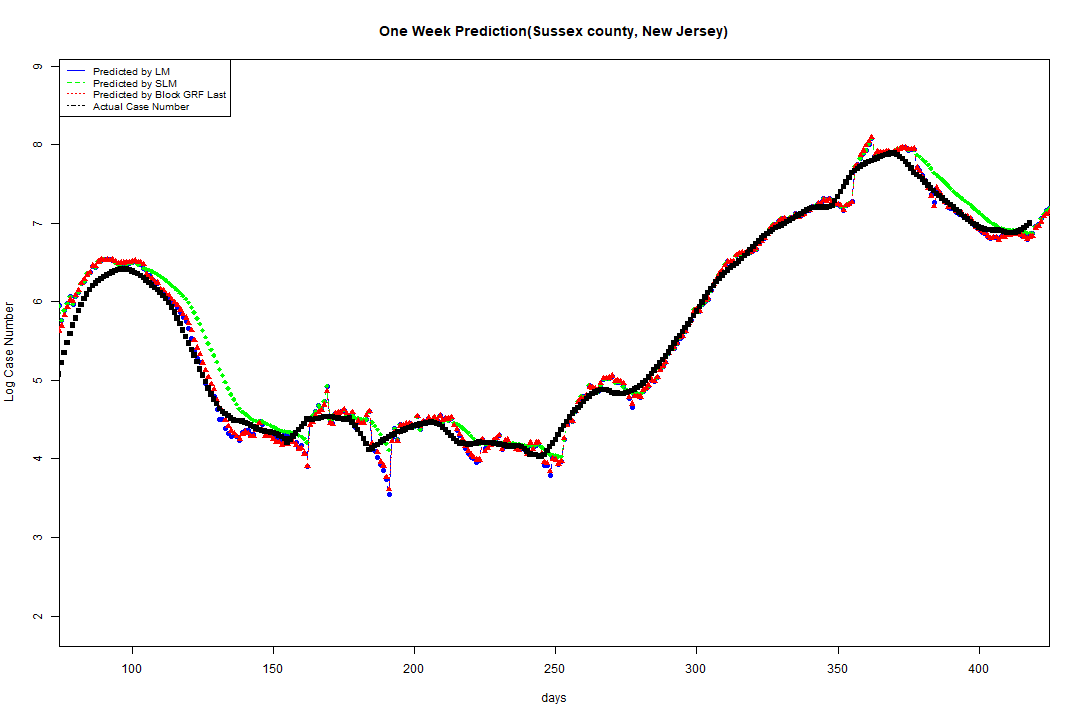 One Week Prediction(Sussex county, New Jersey)
Predicted by LM
Predicted by SLM
Predicted by Block GRF Last
Actual Case Number
9
8
7
6
5
4
3
2
Log Case Number
100 150 200 250 300 350 400
days